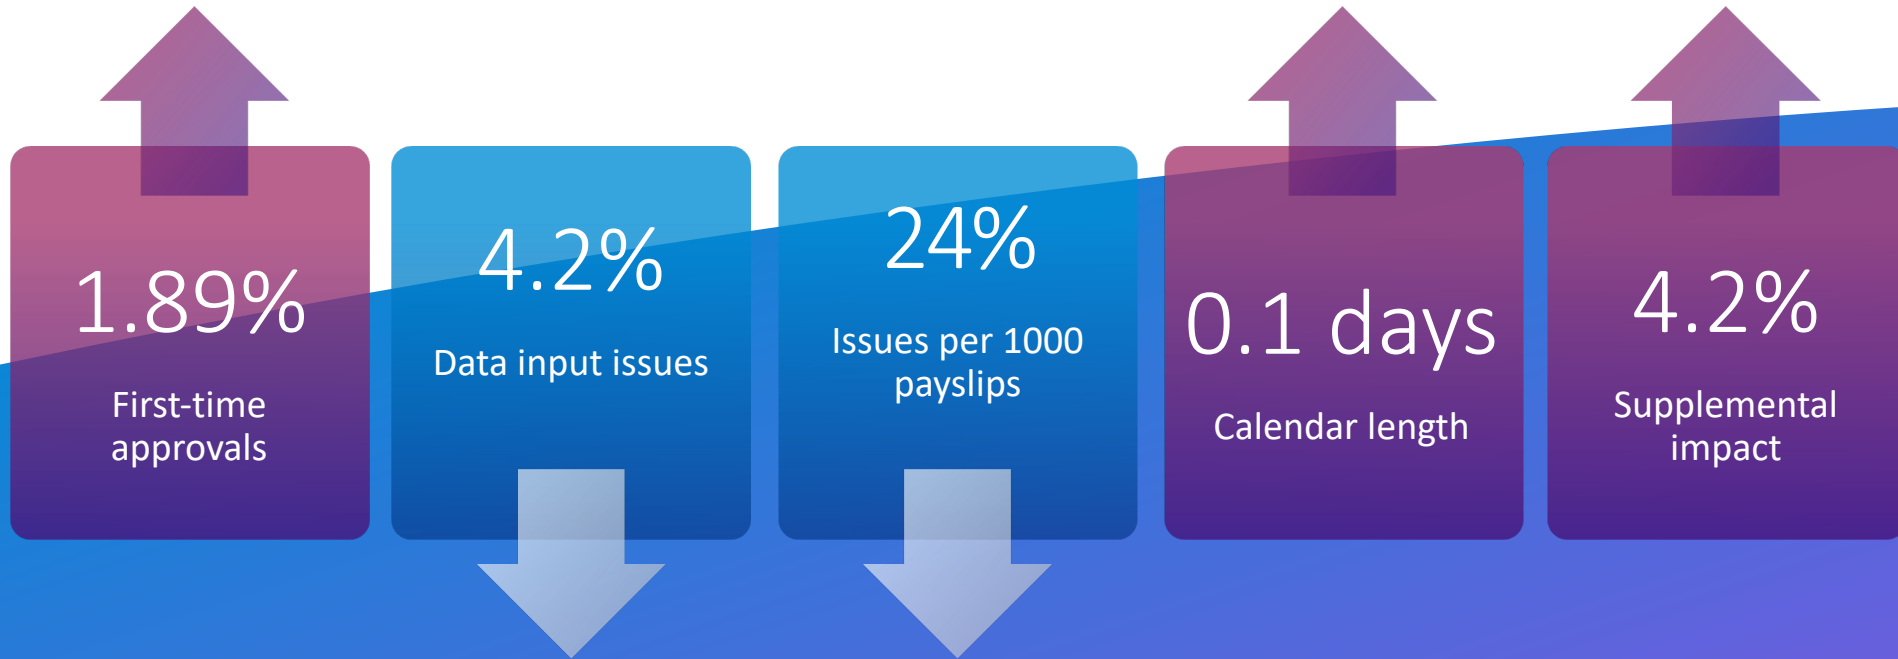 1.89%
First-time
approvals
4.2%
Data input issues
24%
Issues per 1000
payslips
0.1 days
Calendar length
4.2%
Supplemental
impact